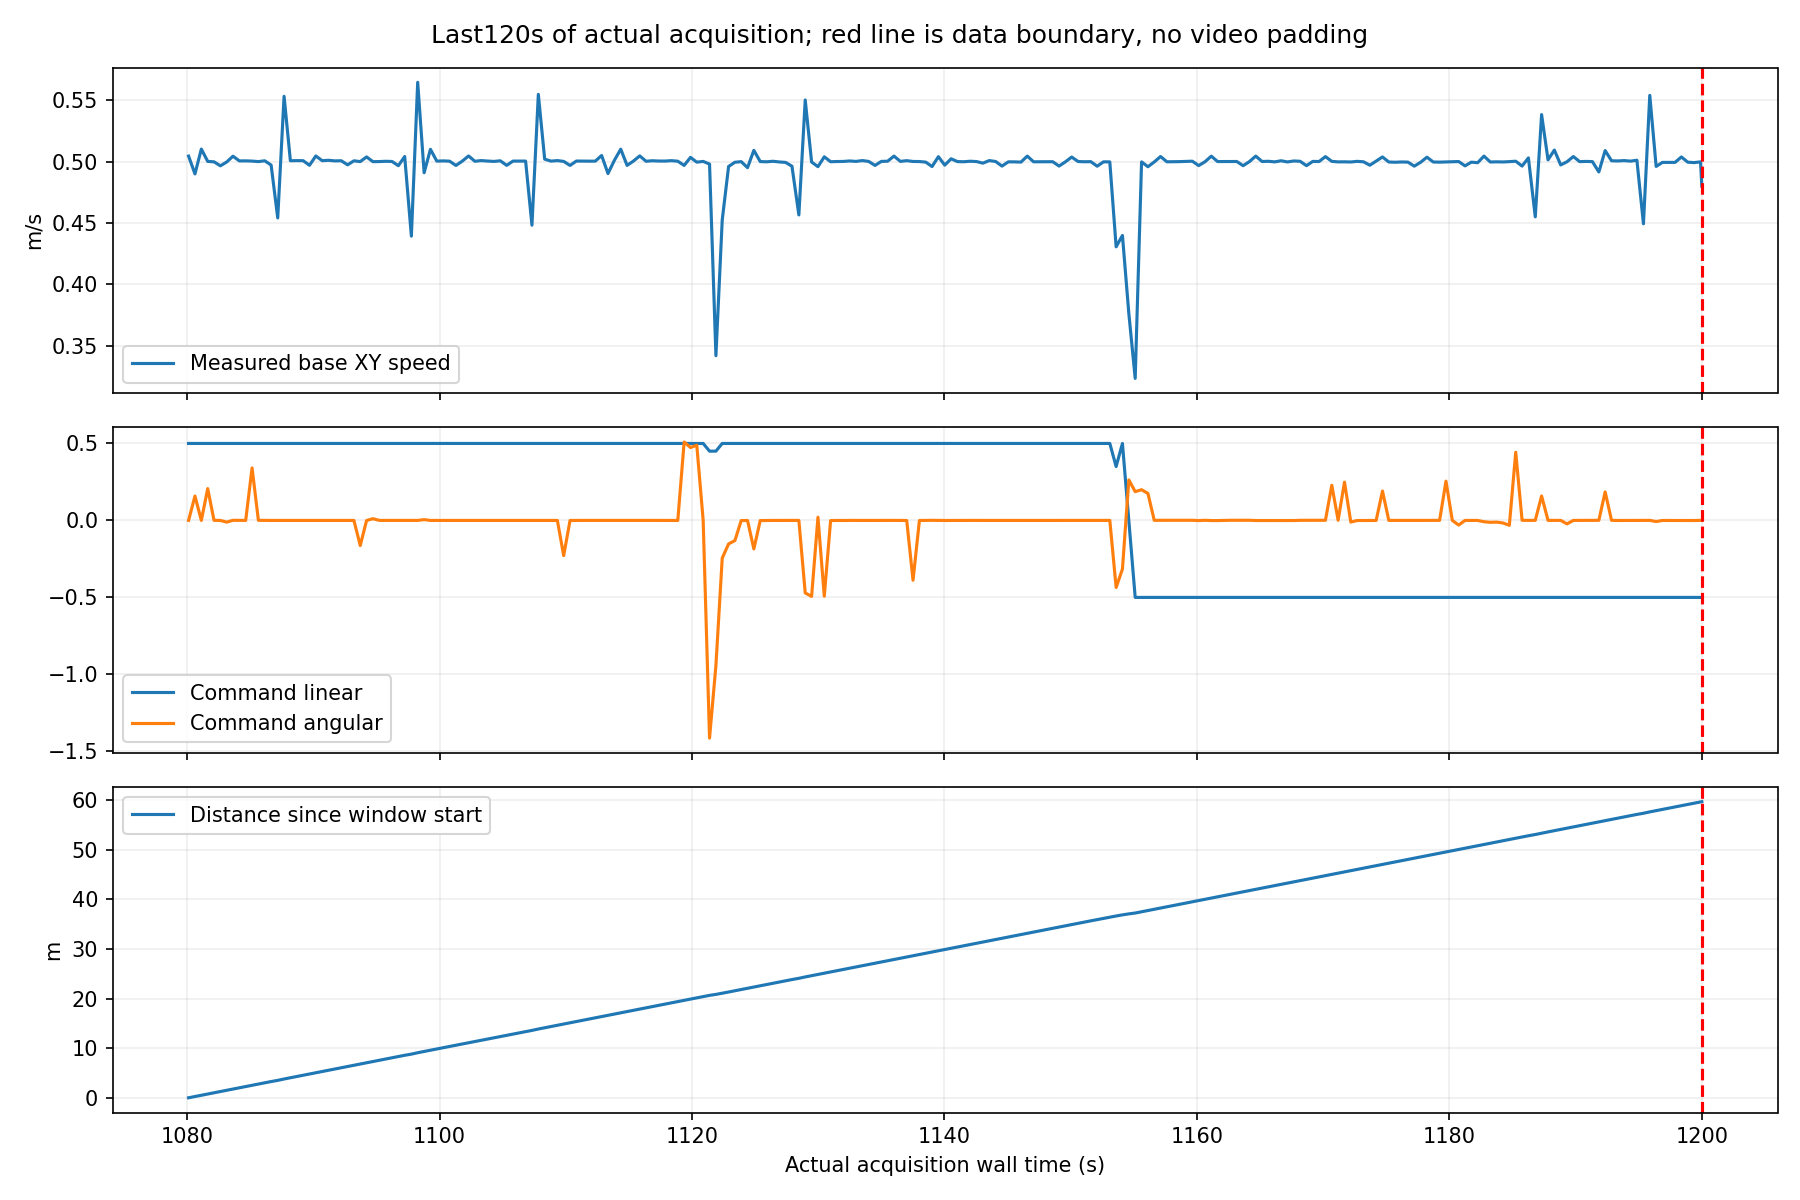 Last120s of actual acquisition; red line is data boundary, no video padding
0.55
0.50
0.45
0.40
0.35
m/s
Measured base XY speed
0.5
0.0
−0.5
−1.0
−1.5
Command linear
Command angular
60
50
40
30
20
10
0
m
Distance since window start
1080 1100 1120 1140 1160 1180 1200
Actual acquisition wall time (s)